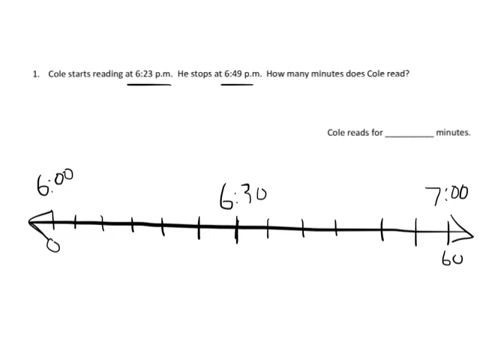 1. Cole starts reading at 6:23 p.m. He stops at 6:49 p.m. How many minutes does Cole read?
Cole reads for __________ minutes.
6:00
6:30
7:00
0
60